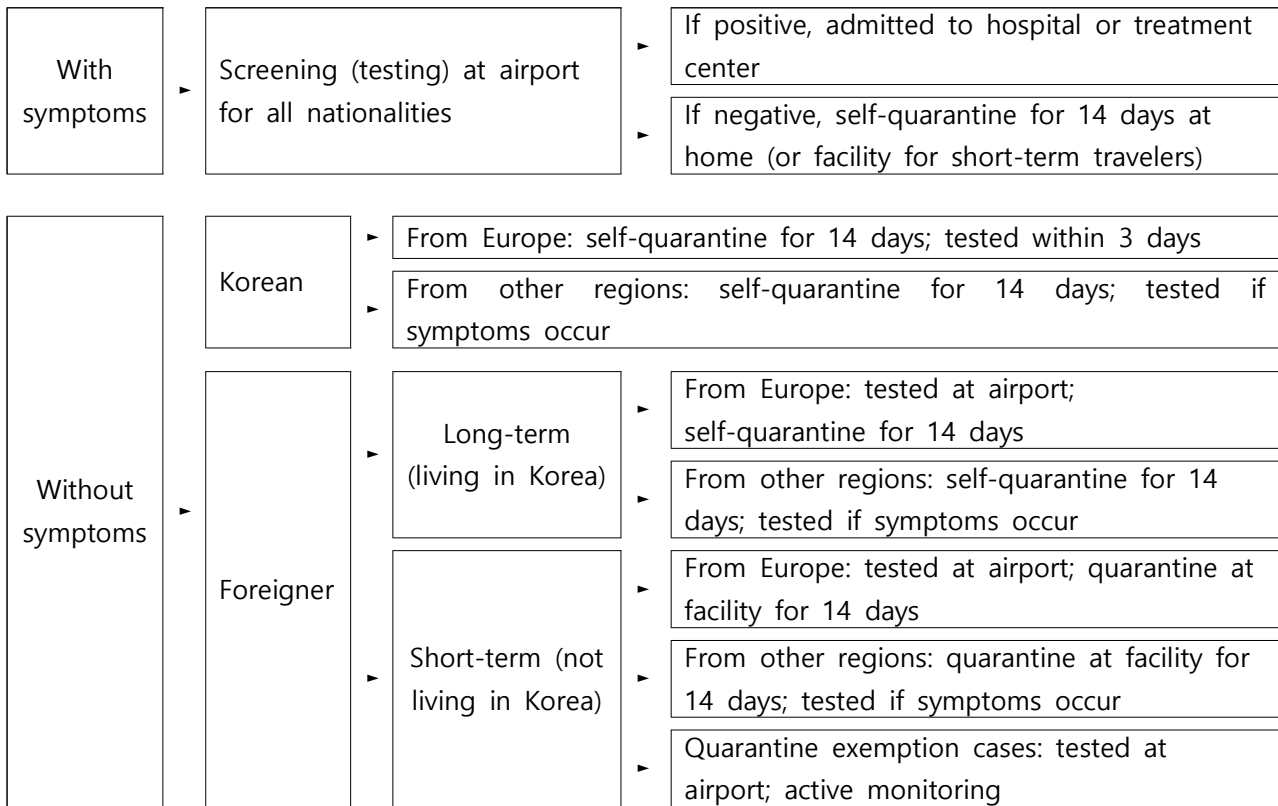 With
symptoms
►
Screening (testing) at airport
for all nationalities
►
If positive, admitted to hospital or treatment
center
►
If negative, self-quarantine for 14 days at
home (or facility for short-term travelers)
Without
symptoms
►
Korean
►
From Europe: self-quarantine for 14 days; tested within 3 days
►
From other regions: self-quarantine for 14 days; tested if
symptoms occur
Foreigner
►
Long-term
(living in Korea)
►
From Europe: tested at airport;
self-quarantine for 14 days
►
From other regions: self-quarantine for 14
days; tested if symptoms occur
►
Short-term (not
living in Korea)
►
From Europe: tested at airport; quarantine at
facility for 14 days
►
From other regions: quarantine at facility for
14 days; tested if symptoms occur
►
Quarantine exemption cases: tested at
airport; active monitoring